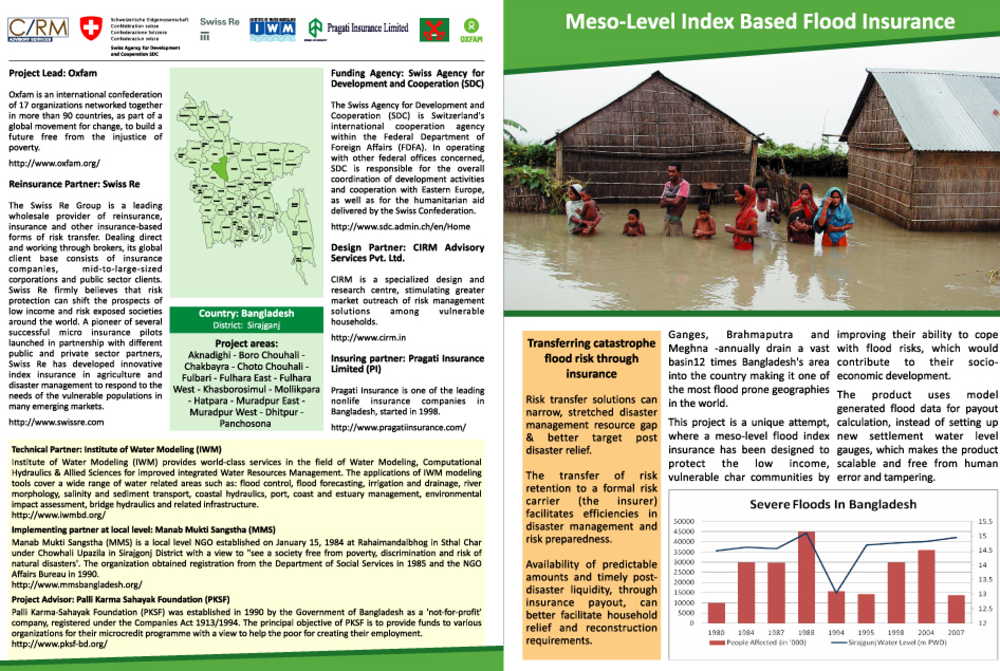 C/RM
ADVISORY SERVICES
Schweizerische Eidgenossenschaft
Confédération suisse
Confederazione Svizzera
Confederaziun svizra
Swiss Agency for Development
and Cooperation SDC
Swiss Re
INSTITUTE OF WATER MODELLING
IWM
Pragati Insurance Limited
OXFAM
Project Lead: Oxfam
Oxfam is an international confederation
of 17 organizations networked together
in more than 90 countries, as part of a
global movement for change, to build a
future free from the injustice of
poverty.
http://www.oxfam.org/
Reinsurance Partner: Swiss Re
The Swiss Re Group is a leading
wholesale provider of reinsurance,
insurance and other insurance-based
forms of risk transfer. Dealing direct
and working through brokers, its global
client base consists of insurance
companies, mid-to-large-sized
corporations and public sector clients.
Swiss Re firmly believes that risk
protection can shift the prospects of
low income and risk exposed societies
around the world. A pioneer of several
successful micro insurance pilots
launched in partnership with different
public and private sector partners,
Swiss Re has developed innovative
index insurance in agriculture and
disaster management to respond to the
needs of the vulnerable populations in
many emerging markets.
http://www.swissre.com
Country: Bangladesh
District: Sirajganj
Project areas:
Aknadighi - Boro Chouhali -
Chakbayra - Choto Chouhali -
Fulbari - Fulhara East - Fulhara
West - Khasborosimul - Mollikpara
- Hatpara - Muradpur East -
Muradpur West - Dhitpur -
Panchosona
Funding Agency: Swiss Agency for
Development and Cooperation (SDC)
The Swiss Agency for Development and
Cooperation (SDC) is Switzerland's
international cooperation agency
within the Federal Department of
Foreign Affairs (FDFA). In operating
with other federal offices concerned,
SDC is responsible for the overall
coordination of development activities
and cooperation with Eastern Europe,
as well as for the humanitarian aid
delivered by the Swiss Confederation.
http://www.sdc.admin.ch/en/Home
Design Partner: CIRM Advisory
Services Pvt. Ltd.
CIRM is a specialized design and
research centre, stimulating greater
market outreach of risk management
solutions among vulnerable
households.
http://www.cirm.in
Insuring partner: Pragati Insurance
Limited (PI)
Pragati Insurance is one of the leading
nonlife insurance companies in
Bangladesh, started in 1998.
http://www.pragatiinsurance.com/
Technical Partner: Institute of Water Modeling (IWM)
Institute of Water Modeling (IWM) provides world-class services in the field of Water Modeling, Computational
Hydraulics & Allied Sciences for improved integrated Water Resources Management. The applications of IWM modeling
tools cover a wide range of water related areas such as: flood control, flood forecasting, irrigation and drainage, river
morphology, salinity and sediment transport, coastal hydraulics, port, coast and estuary management, environmental
impact assessment, bridge hydraulics and related infrastructure.
http://www.iwmbd.org/
Implementing partner at local level: Manab Mukti Sangstha (MMS)
Manab Mukti Sangstha (MMS) is a local level NGO established on January 15, 1984 at Rahaimandalbhog in Sthal Char
under Chowhali Upazila in Sirajgonj District with a view to "see a society free from poverty, discrimination and risk of
natural disasters'. The organization obtained registration from the Department of Social Services in 1985 and the NGO
Affairs Bureau in 1990.
http://www.mmsbangladesh.org/
Project Advisor: Palli Karma Sahayak Foundation (PKSF)
Palli Karma-Sahayak Foundation (PKSF) was established in 1990 by the Government of Bangladesh as a 'not-for-profit'
company, registered under the Companies Act 1913/1994. The principal objective of PKSF is to provide funds to various
organizations for their microcredit programme with a view to help the poor for creating their employment.
http://www.pksf-bd.org/
Meso-Level Index Based Flood Insurance
Transferring catastrophe
flood risk through
insurance
Risk transfer solutions can
narrow, stretched disaster
management resource gap
& better target post
disaster relief.
The transfer of risk
retention to a formal risk
carrier (the insurer)
facilitates efficiencies in
disaster management and
risk preparedness.
Availability of predictable
amounts and timely post-
disaster liquidity, through
insurance payout, can
better facilitate household
relief and reconstruction
requirements.
Ganges, Brahmaputra and
Meghna -annually drain a vast
basin12 times Bangladesh's area
into the country making it one of
the most flood prone geographies
in the world.
This project is a unique attempt,
where a meso-level flood index
insurance has been designed to
protect the low income,
vulnerable char communities by
improving their ability to cope
with flood risks, which would
contribute to their socio-
economic development.
The product uses model
generated flood data for payout
calculation, instead of setting up
new settlement water level
gauges, which makes the product
scalable and free from human
error and tampering.
Severe Floods In Bangladesh
50000
45000
40000
35000
30000
25000
20000
15000
10000
5000
0
15.5
15
14.5
14
13.5
13
12.5
12
1980 1984 1987 1988 1994 1995 1998 2004 2007
People Affected (in '000) Sirajgunj Water Level (m PWD)